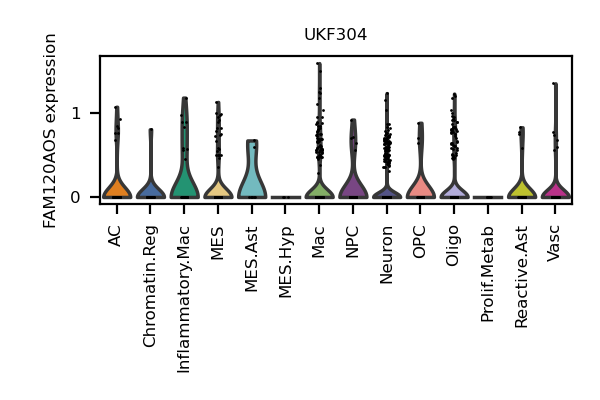 UKF304
FAM120AOS expression
1
0
AC
Chromatin.Reg
Inflammatory.Mac
MES
MES.Ast
MES.Hyp
Mac
NPC
Neuron
OPC
Oligo
Prolif.Metab
Reactive.Ast
Vasc